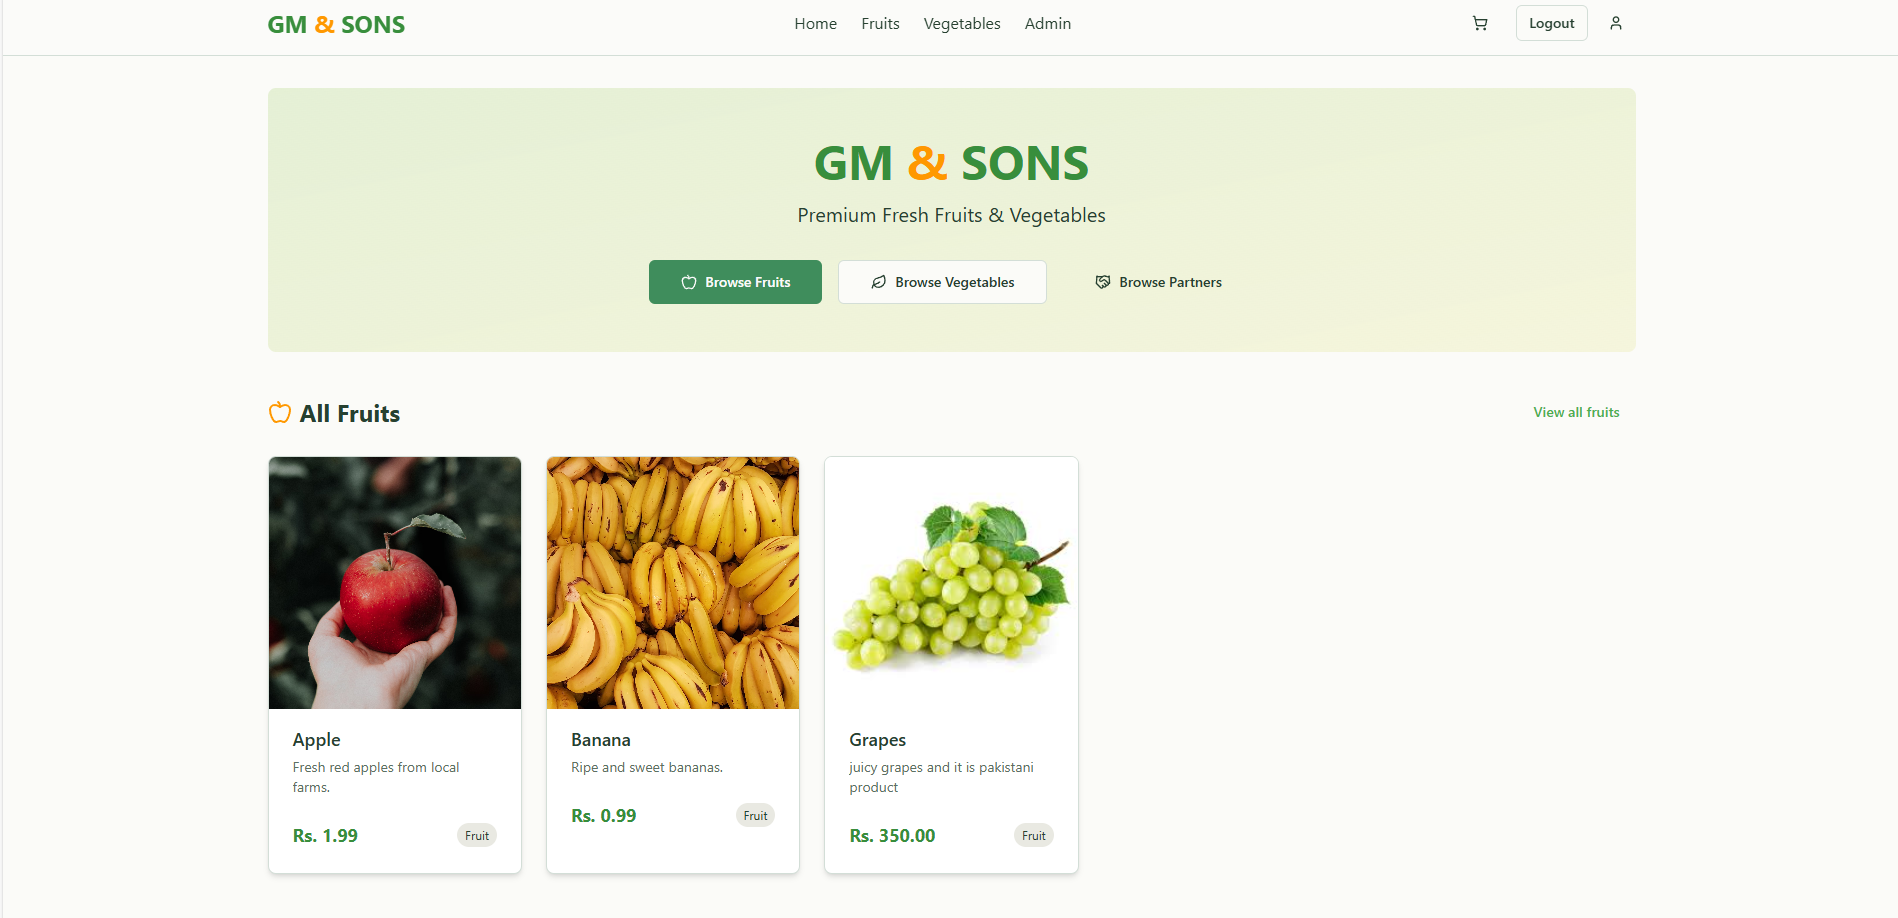 GM & SONS
Home Fruits Vegetables Admin
Logout
GM & SONS
Premium Fresh Fruits & Vegetables
Browse Fruits
Browse Vegetables
Browse Partners
All Fruits
View all fruits
Apple
Fresh red apples from local
farms.
Rs. 1.99
Fruit
Banana
Ripe and sweet bananas.
Rs. 0.99
Fruit
Grapes
juicy grapes and it is pakistani
product
Rs. 350.00
Fruit